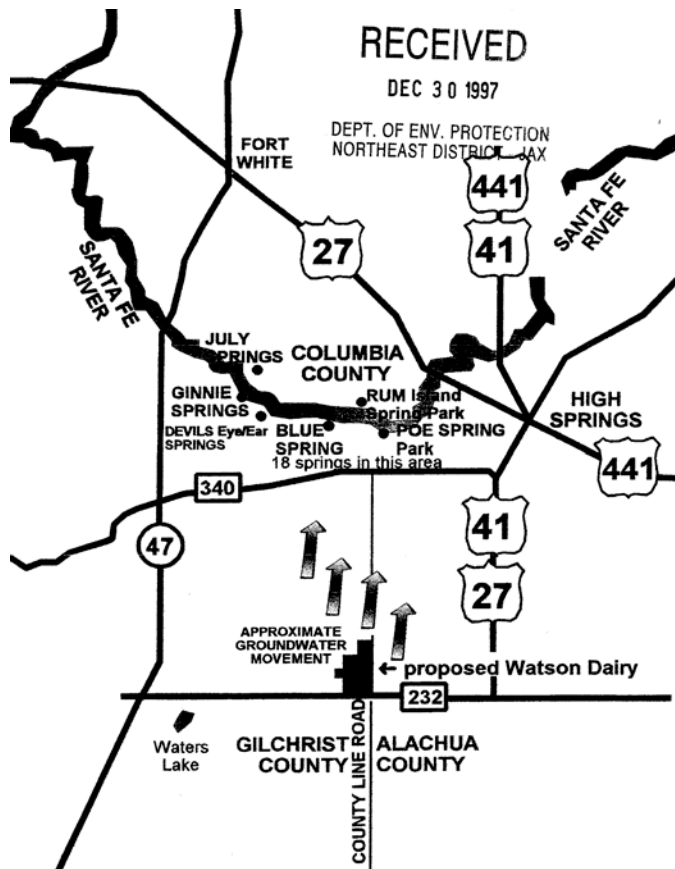 RECEIVED
DEC 30 1997
DEPT. OF ENV. PROTECTION
NORTHEAST DISTRICT JAX
FORT
WHITE
441
41
27
SANTA FE
RIVER
SANTA FE
RIVER
JULY
SPRINGS
COLUMBIA
COUNTY
GINNIE
SPRINGS
RUM Island
Spring Park
HIGH
SPRINGS
DEVILS Eye/Ear
SPRINGS
BLUE
SPRING
POE SPRING
Park
18 springs in this area
441
340
47
41
27
APPROXIMATE
GROUNDWATER
MOVEMENT
← proposed Watson Dairy
232
Waters
Lake
GILCHRIST
COUNTY
COUNTY LINE ROAD
ALACHUA
COUNTY